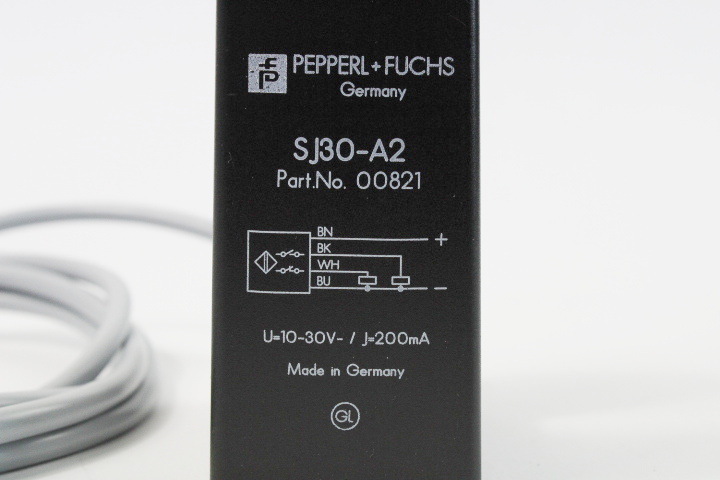 PEPPERL+FUCHS
Germany
SJ30-A2
Part.No. 00821
BN
+
BK
WH
BU
-
U=10-30V- / J=200mA
Made in Germany
GL